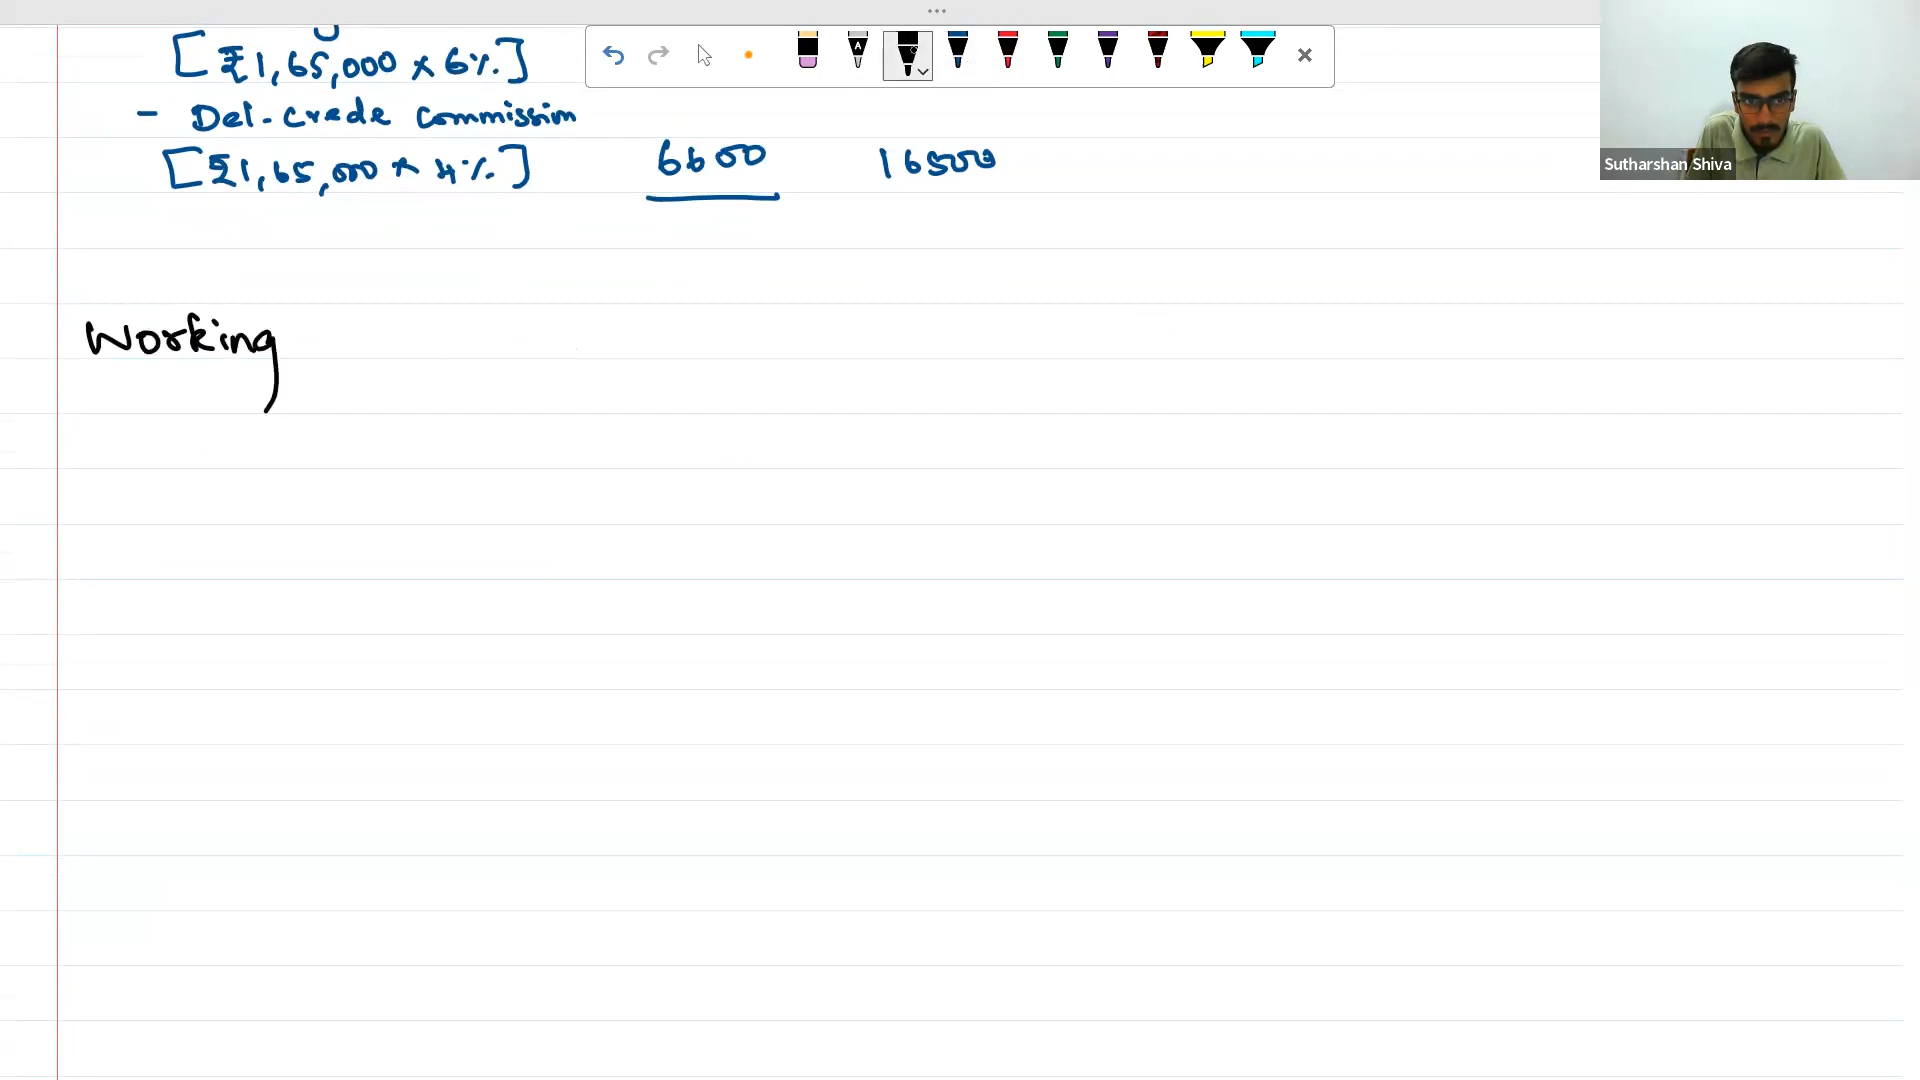 [₹1,65,000 × 6%]
- Del-crede commission
[₹1,65,000 × 4%] 6600 16500
Sutharshan Shiva
Working